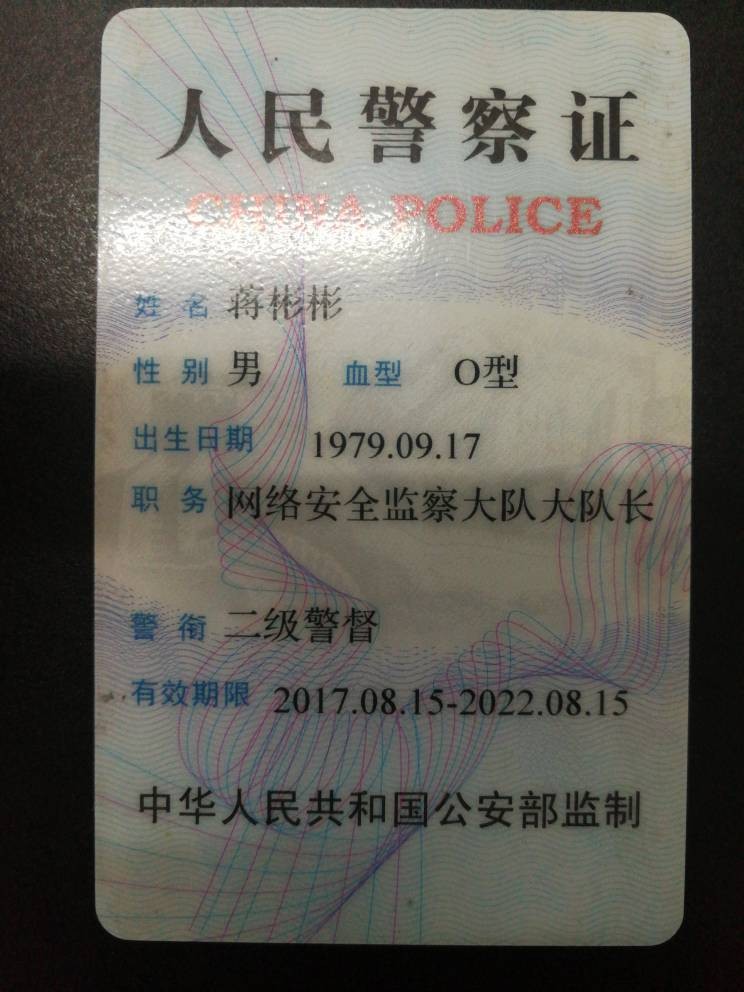 人民警察证
CHINA POLICE
姓名 蒋彬彬
性别 男 血型 O型
出生日期 1979.09.17
职务 网络安全监察大队大队长
警衔 二级警督
有效期限 2017.08.15-2022.08.15
中华人民共和国公安部监制